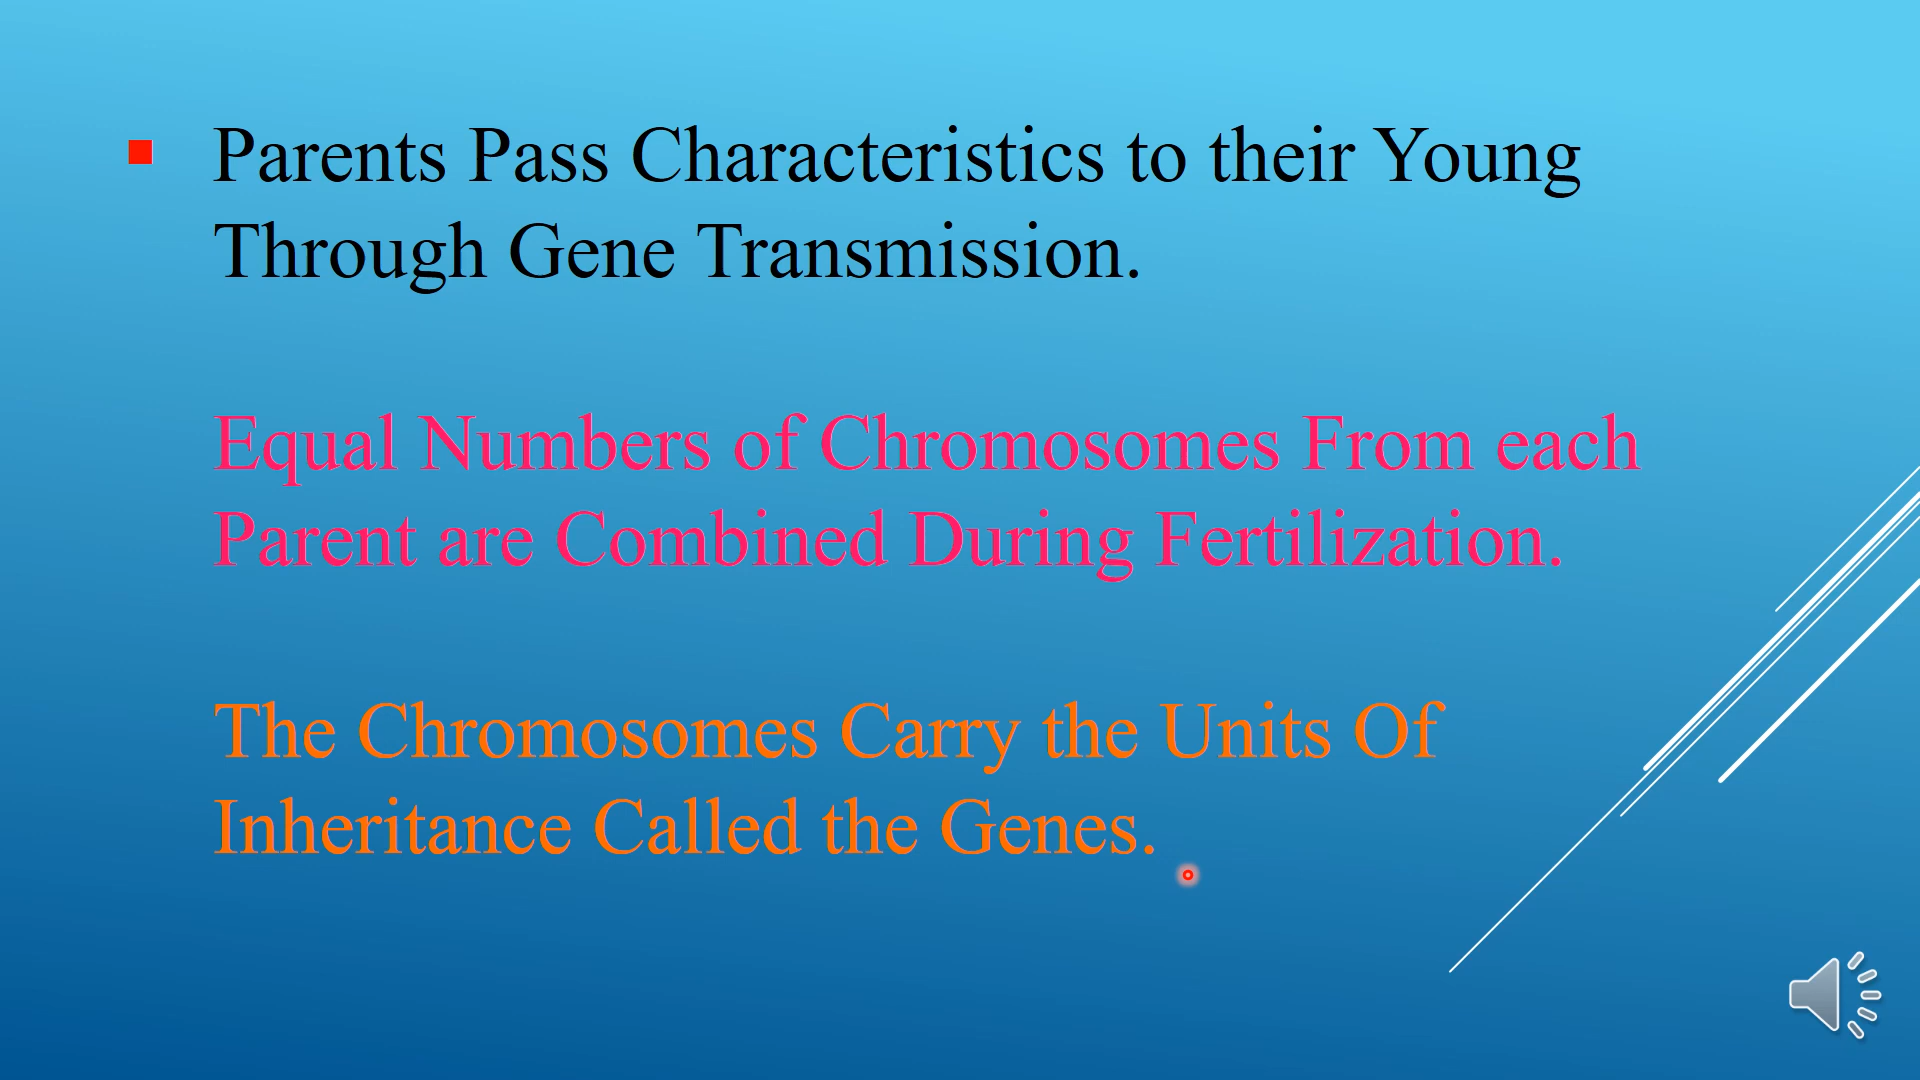 Parents Pass Characteristics to their Young
Through Gene Transmission.
Equal Numbers of Chromosomes From each
Parent are Combined During Fertilization.
The Chromosomes Carry the Units Of
Inheritance Called the Genes.